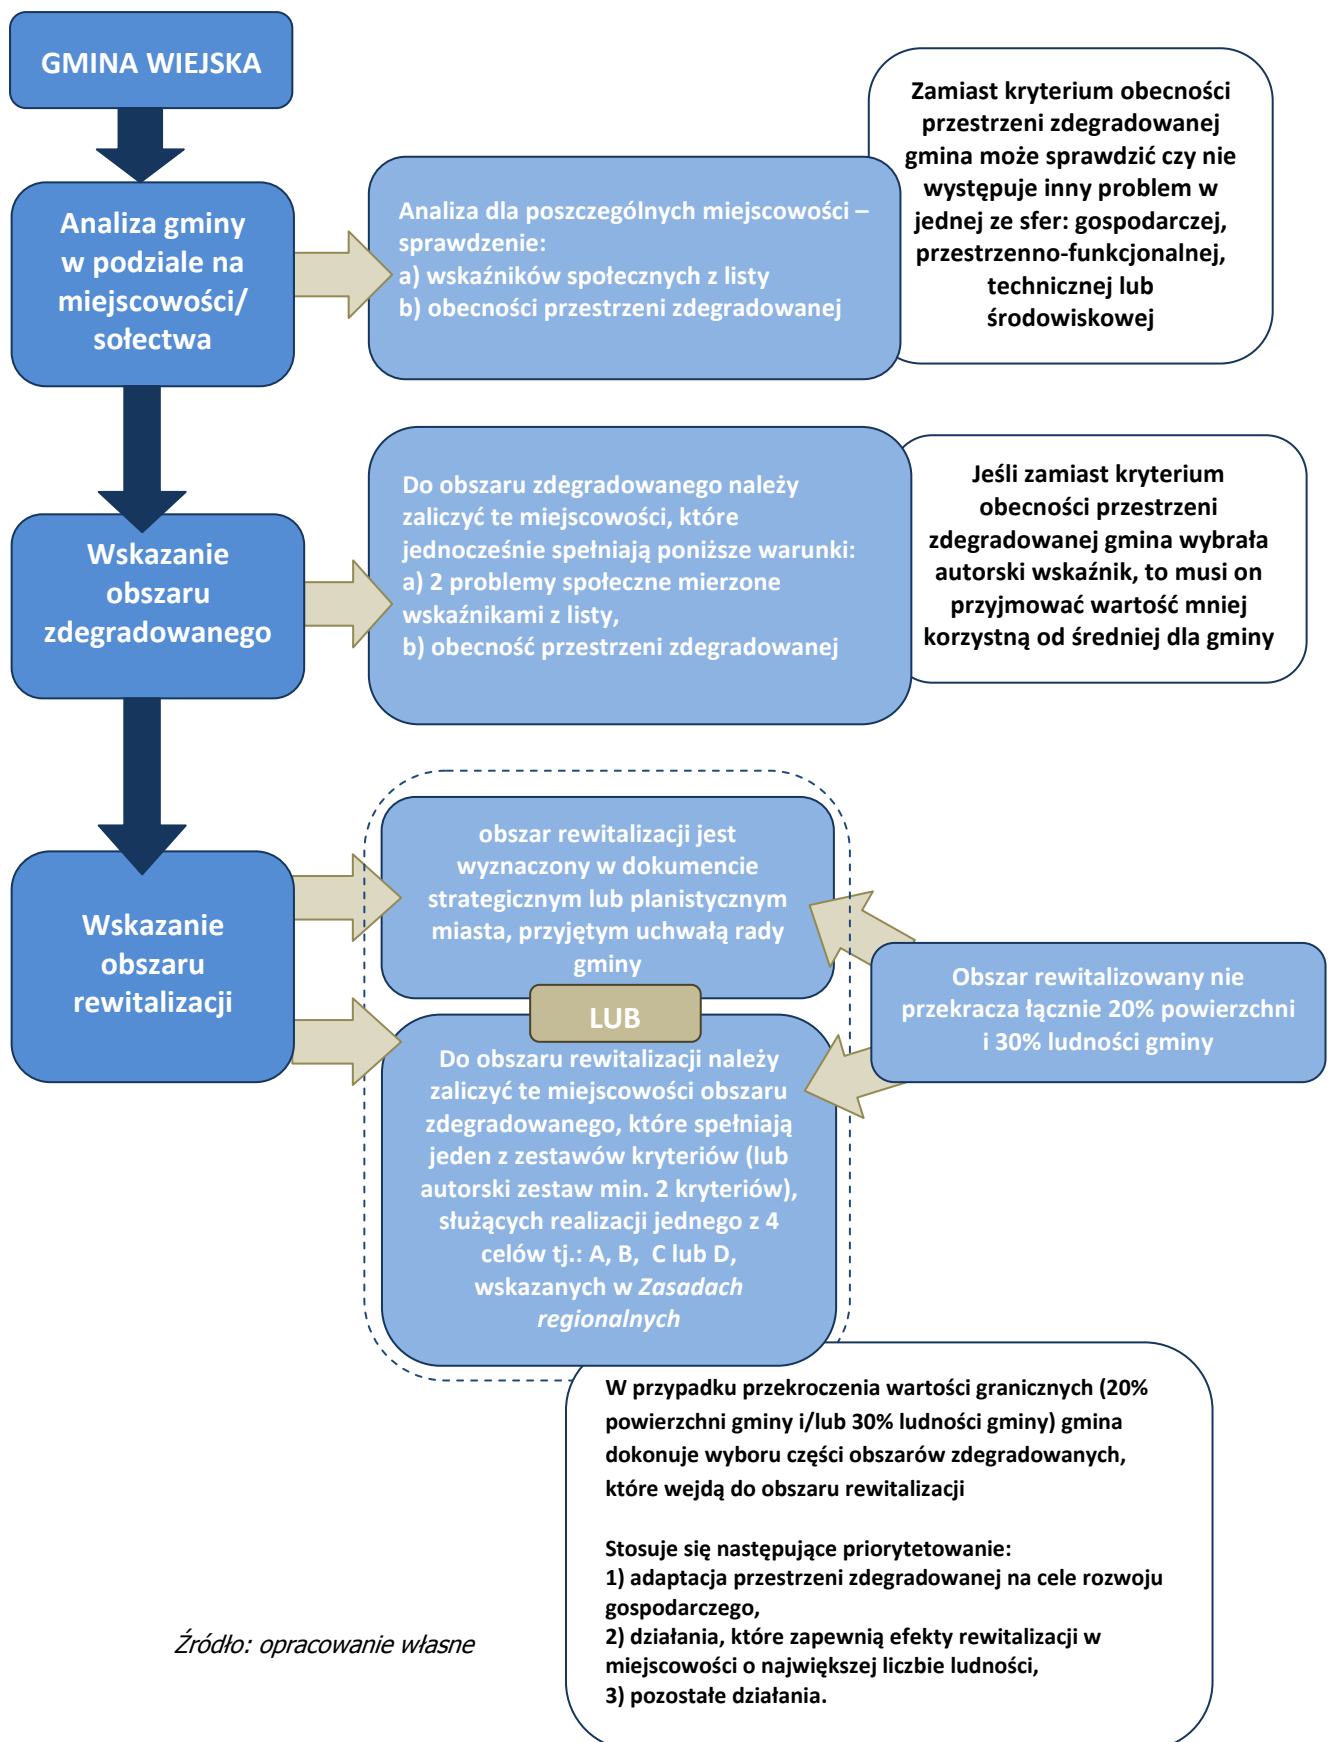 GMINA WIEJSKA
Zamiast kryterium obecności
przestrzeni zdegradowanej
gmina może sprawdzić czy nie
występuje inny problem w
jednej ze sfer: gospodarczej,
przestrzenno-funkcjonalnej,
technicznej lub
środowiskowej
Analiza gminy
w podziale na
miejscowości/
sołectwa
Analiza dla poszczególnych miejscowości –
sprawdzenie:
a) wskaźników społecznych z listy
b) obecności przestrzeni zdegradowanej
Wskazanie
obszaru
zdegradowanego
Do obszaru zdegradowanego należy
zaliczyć te miejscowości, które
jednocześnie spełniają poniższe warunki:
a) 2 problemy społeczne mierzone
wskaźnikami z listy,
b) obecność przestrzeni zdegradowanej
Jeśli zamiast kryterium
obecności przestrzeni
zdegradowanej gmina wybrała
autorski wskaźnik, to musi on
przyjmować wartość mniej
korzystną od średniej dla gminy
Wskazanie
obszaru
rewitalizacji
obszar rewitalizacji jest
wyznaczony w dokumencie
strategicznym lub planistycznym
miasta, przyjętym uchwałą rady
gminy
LUB
Do obszaru rewitalizacji należy
zaliczyć te miejscowości obszaru
zdegradowanego, które spełniają
jeden z zestawów kryteriów (lub
autorski zestaw min. 2 kryteriów),
służących realizacji jednego z 4
celów tj.: A, B,  C lub D,
wskazanych w Zasadach
regionalnych
Obszar rewitalizowany nie
przekracza łącznie 20% powierzchni
i 30% ludności gminy
W przypadku przekroczenia wartości granicznych (20%
powierzchni gminy i/lub 30% ludności gminy) gmina
dokonuje wyboru części obszarów zdegradowanych,
które wejdą do obszaru rewitalizacji
Stosuje się następujące priorytetowanie:
1) adaptacja przestrzeni zdegradowanej na cele rozwoju
gospodarczego,
2) działania, które zapewnią efekty rewitalizacji w
miejscowości o największej liczbie ludności,
3) pozostałe działania.
Źródło: opracowanie własne